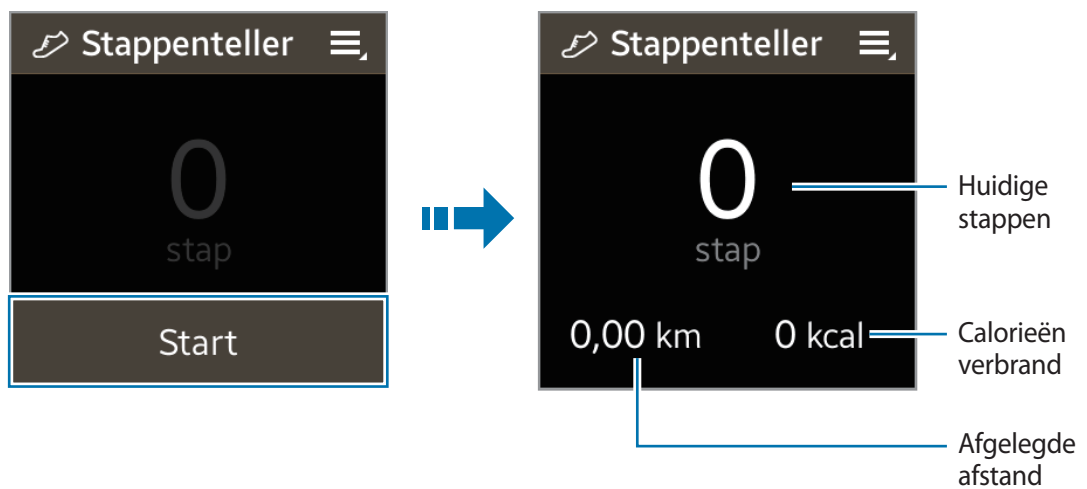 Stappenteller
0
stap
Start
Stappenteller
0
stap
0,00 km
0 kcal
Huidige
stappen
Calorieën
verbrand
Afgelegde
afstand